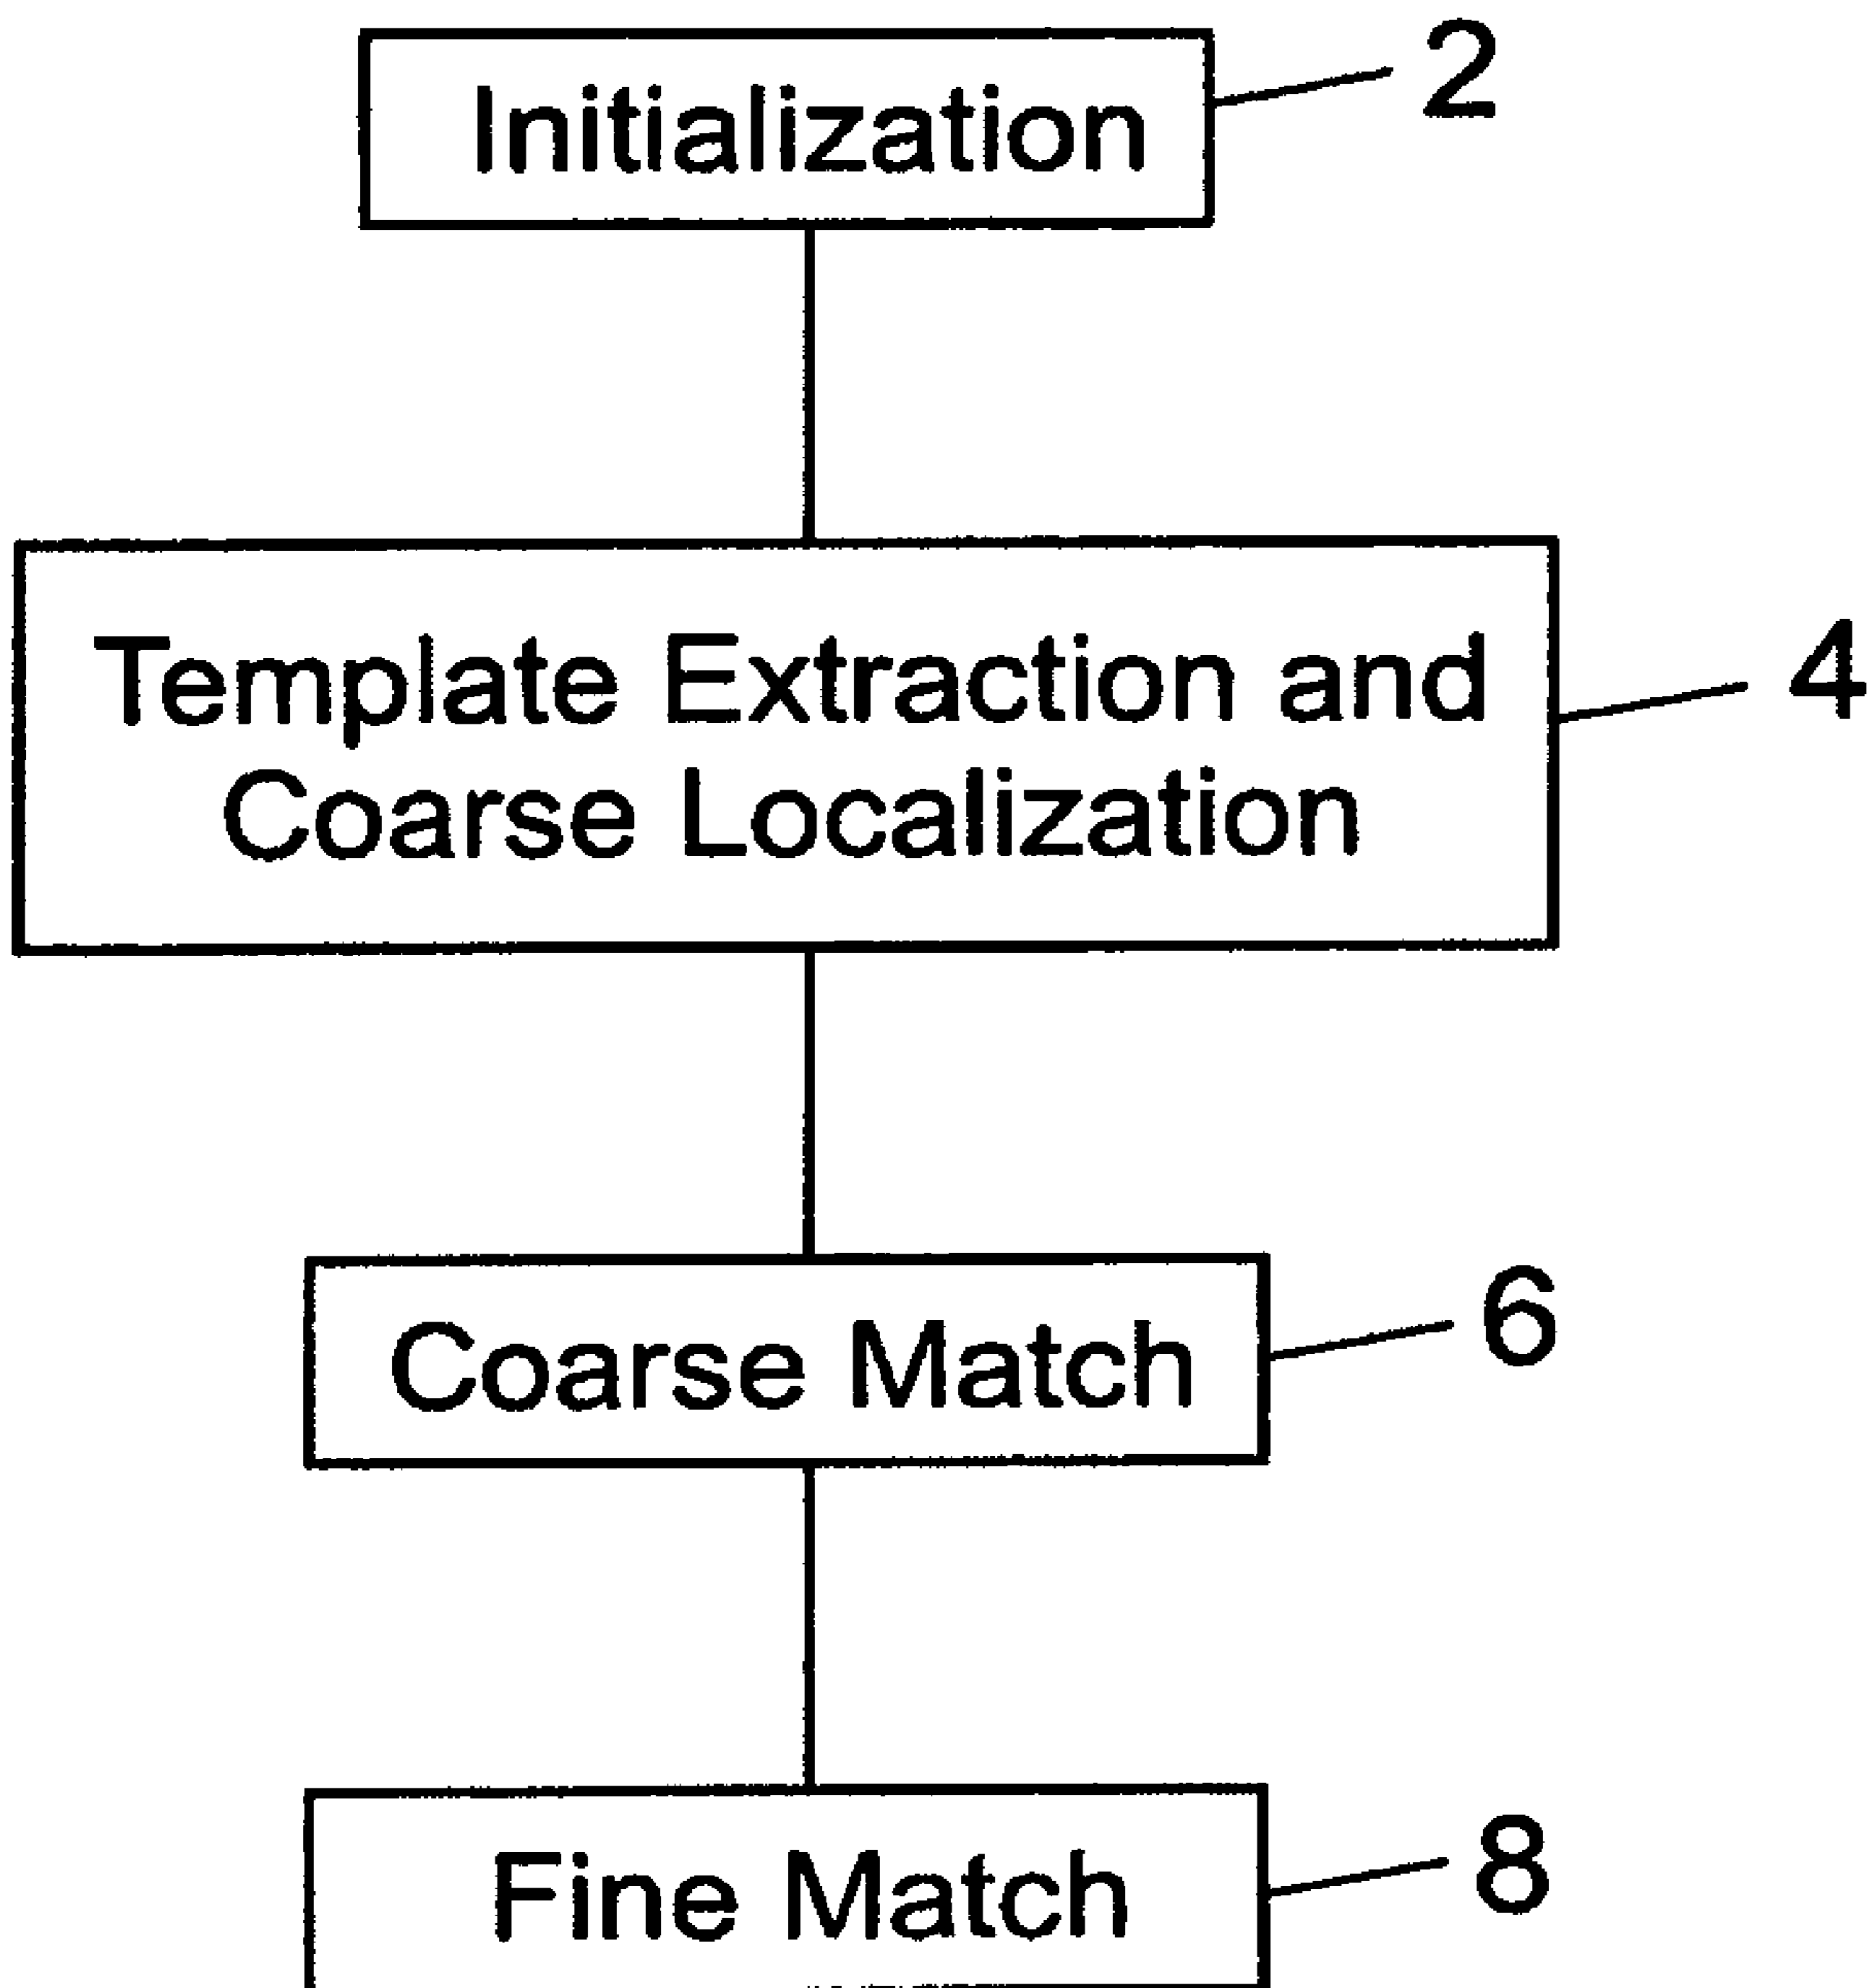 Initialization
2
Template Extraction and
Coarse Localization
4
Coarse Match
6
Fine Match
8